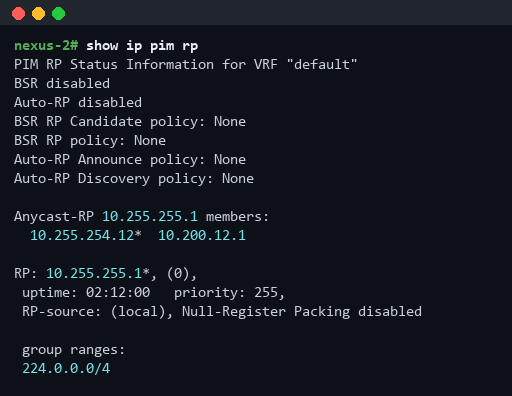 nexus-2# show ip pim rp
PIM RP Status Information for VRF "default"
BSR disabled
Auto-RP disabled
BSR RP Candidate policy: None
BSR RP policy: None
Auto-RP Announce policy: None
Auto-RP Discovery policy: None

Anycast-RP 10.255.255.1 members:
  10.255.254.12*  10.200.12.1

RP: 10.255.255.1*, (0),
 uptime: 02:12:00   priority: 255,
 RP-source: (local), Null-Register Packing disabled

 group ranges:
 224.0.0.0/4